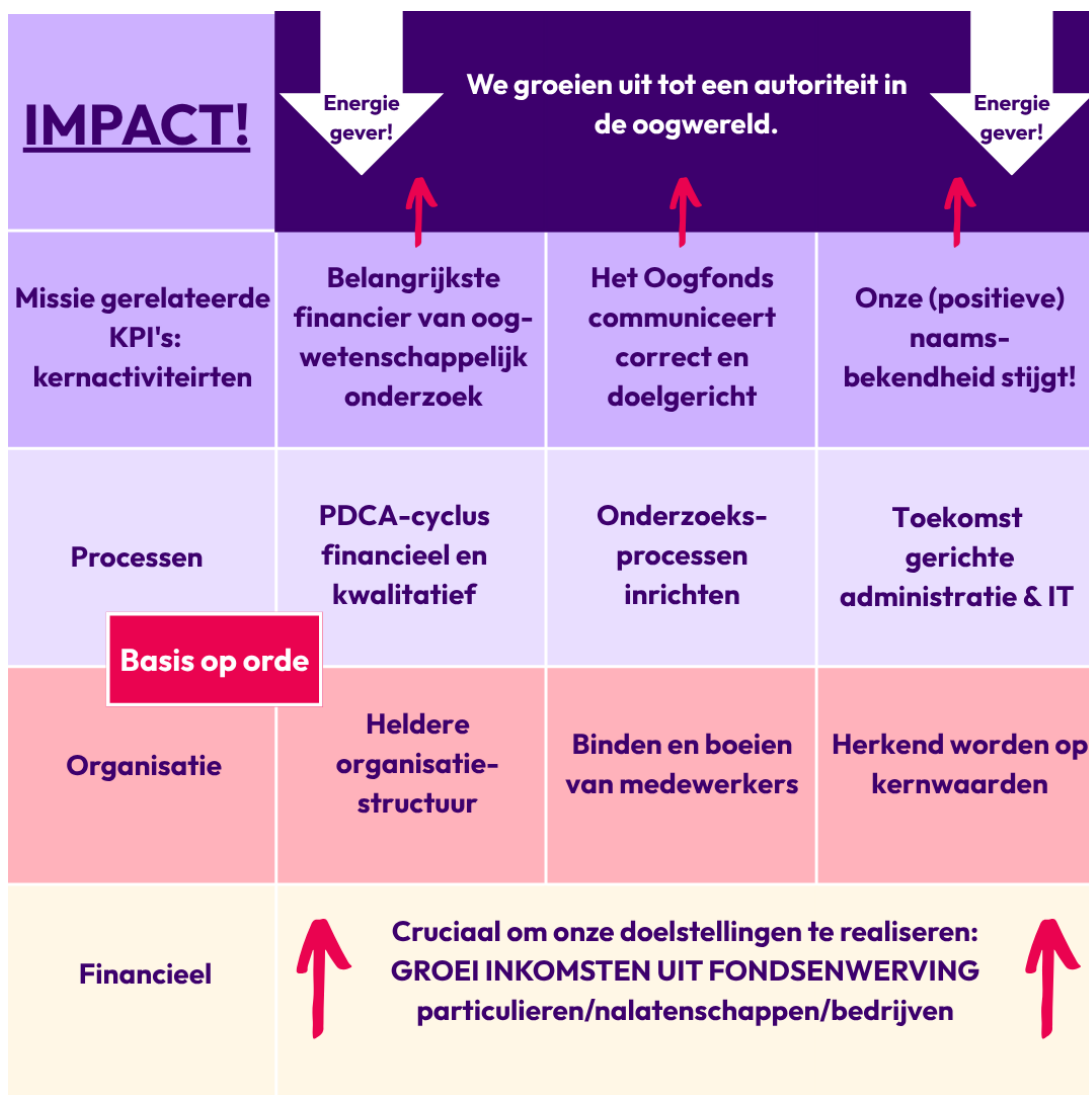 IMPACT!
Energie
gever!
We groeien uit tot een autoriteit in
de oogwereld.
Energie
gever!
Missie gerelateerde
KPI's:
kernactiviteirten
Belangrijkste
financier van oog-
wetenschappelijk
onderzoek
Het Oogfonds
communiceert
correct en
doelgericht
Onze (positieve)
naams-
bekendheid stijgt!
Processen
PDCA-cyclus
financieel en
kwalitatief
Onderzoeks-
processen
inrichten
Toekomst
gerichte
administratie & IT
Basis op orde
Organisatie
Heldere
organisatie-
structuur
Binden en boeien
van medewerkers
Herkend worden op
kernwaarden
Financieel
Cruciaal om onze doelstellingen te realiseren:
GROEI INKOMSTEN UIT FONDSENWERVING
particulieren/nalatenschappen/bedrijven